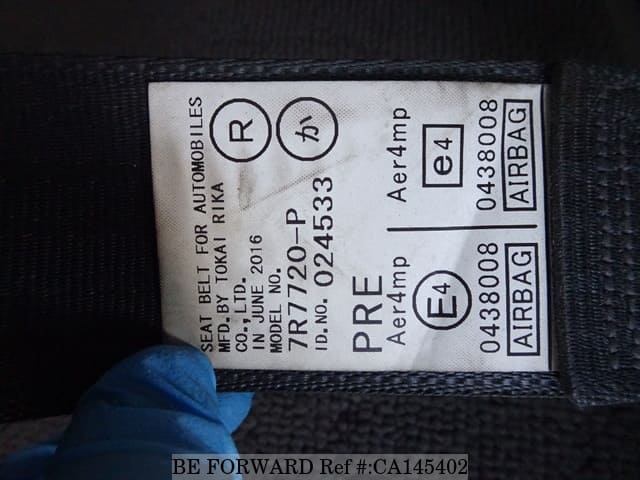 SEAT BELT FOR AUTOMOBILES
MFD.BY TOKAI RIKA
CO.,LTD.
IN JUNE 2016
MODEL NO.
7R7720-P
ID.NO. 024533
R
か
PRE
Aer4mp
E4
0438008
AIRBAG
Aer4mp
e4
0438008
AIRBAG
BE FORWARD Ref #:CA145402